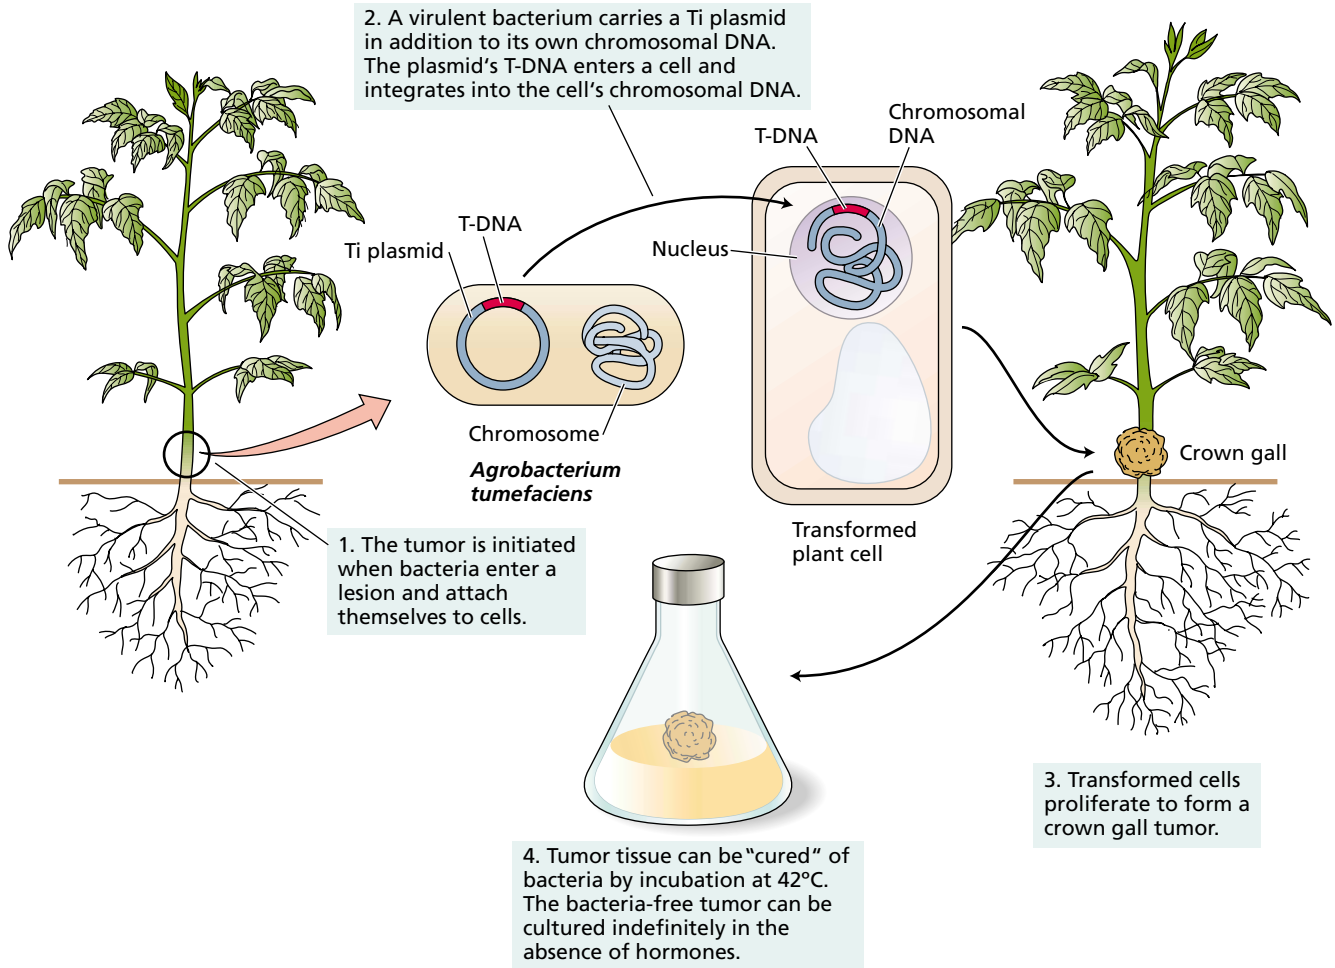 2. A virulent bacterium carries a Ti plasmid
in addition to its own chromosomal DNA.
The plasmid's T-DNA enters a cell and
integrates into the cell's chromosomal DNA.
Chromosomal
DNA
T-DNA
T-DNA
Ti plasmid
Nucleus
Chromosome
Agrobacterium
tumefaciens
Crown gall
Transformed
plant cell
1. The tumor is initiated
when bacteria enter a
lesion and attach
themselves to cells.
3. Transformed cells
proliferate to form a
crown gall tumor.
4. Tumor tissue can be “cured” of
bacteria by incubation at 42ºC.
The bacteria-free tumor can be
cultured indefinitely in the
absence of hormones.